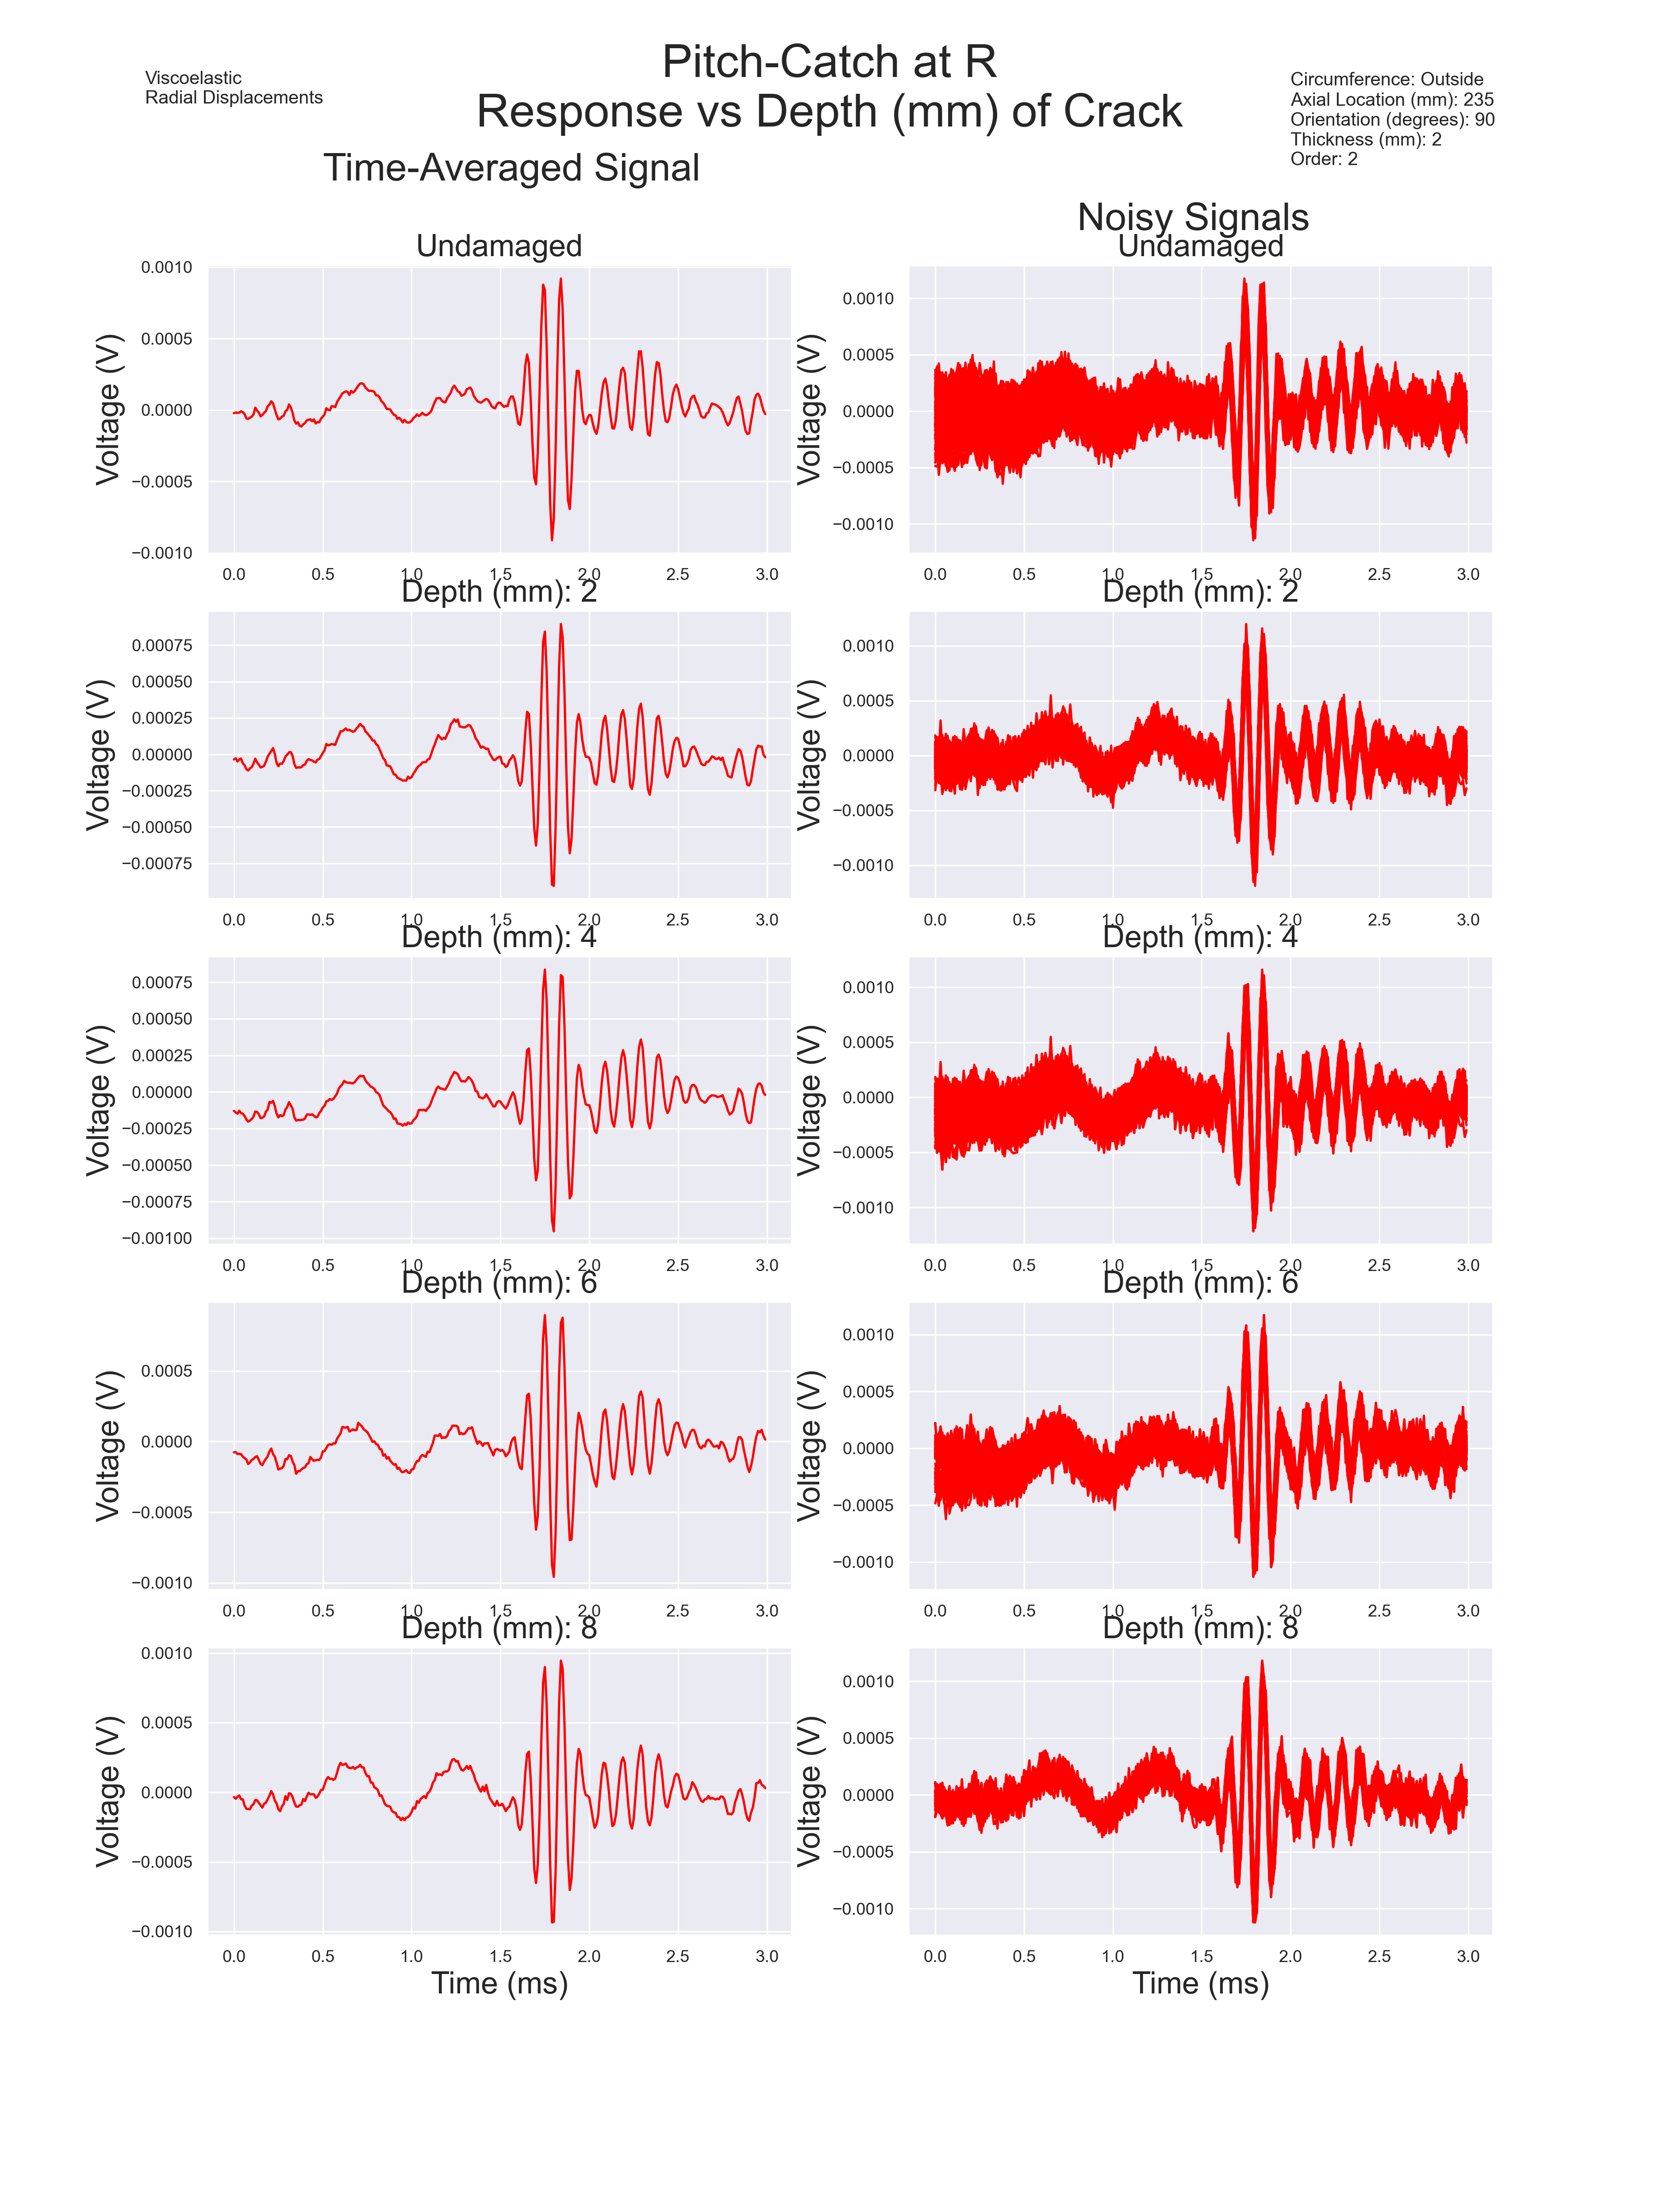 Pitch-Catch at R
Response vs Depth (mm) of Crack
Viscoelastic
Radial Displacements
Circumference: Outside
Axial Location (mm): 235
Orientation (degrees): 90
Thickness (mm): 2
Order: 2
Time-Averaged Signal
Noisy Signals
Undamaged
Voltage (V)
0.0010
0.0005
0.0000
−0.0005
−0.0010
0.0 0.5 1.0 1.5 2.0 2.5 3.0
Undamaged
Voltage (V)
0.0010
0.0005
0.0000
−0.0005
−0.0010
0.0 0.5 1.0 1.5 2.0 2.5 3.0
Depth (mm): 2
Voltage (V)
0.00075
0.00050
0.00025
0.00000
−0.00025
−0.00050
−0.00075
0.0 0.5 1.0 1.5 2.0 2.5 3.0
Depth (mm): 2
Voltage (V)
0.0010
0.0005
0.0000
−0.0005
−0.0010
0.0 0.5 1.0 1.5 2.0 2.5 3.0
Depth (mm): 4
Voltage (V)
0.00075
0.00050
0.00025
0.00000
−0.00025
−0.00050
−0.00075
−0.00100
0.0 0.5 1.0 1.5 2.0 2.5 3.0
Depth (mm): 4
Voltage (V)
0.0010
0.0005
0.0000
−0.0005
−0.0010
0.0 0.5 1.0 1.5 2.0 2.5 3.0
Depth (mm): 6
Voltage (V)
0.0005
0.0000
−0.0005
−0.0010
0.0 0.5 1.0 1.5 2.0 2.5 3.0
Depth (mm): 6
Voltage (V)
0.0010
0.0005
0.0000
−0.0005
−0.0010
0.0 0.5 1.0 1.5 2.0 2.5 3.0
Depth (mm): 8
Voltage (V)
0.0010
0.0005
0.0000
−0.0005
−0.0010
0.0 0.5 1.0 1.5 2.0 2.5 3.0
Time (ms)
Depth (mm): 8
Voltage (V)
0.0010
0.0005
0.0000
−0.0005
−0.0010
0.0 0.5 1.0 1.5 2.0 2.5 3.0
Time (ms)